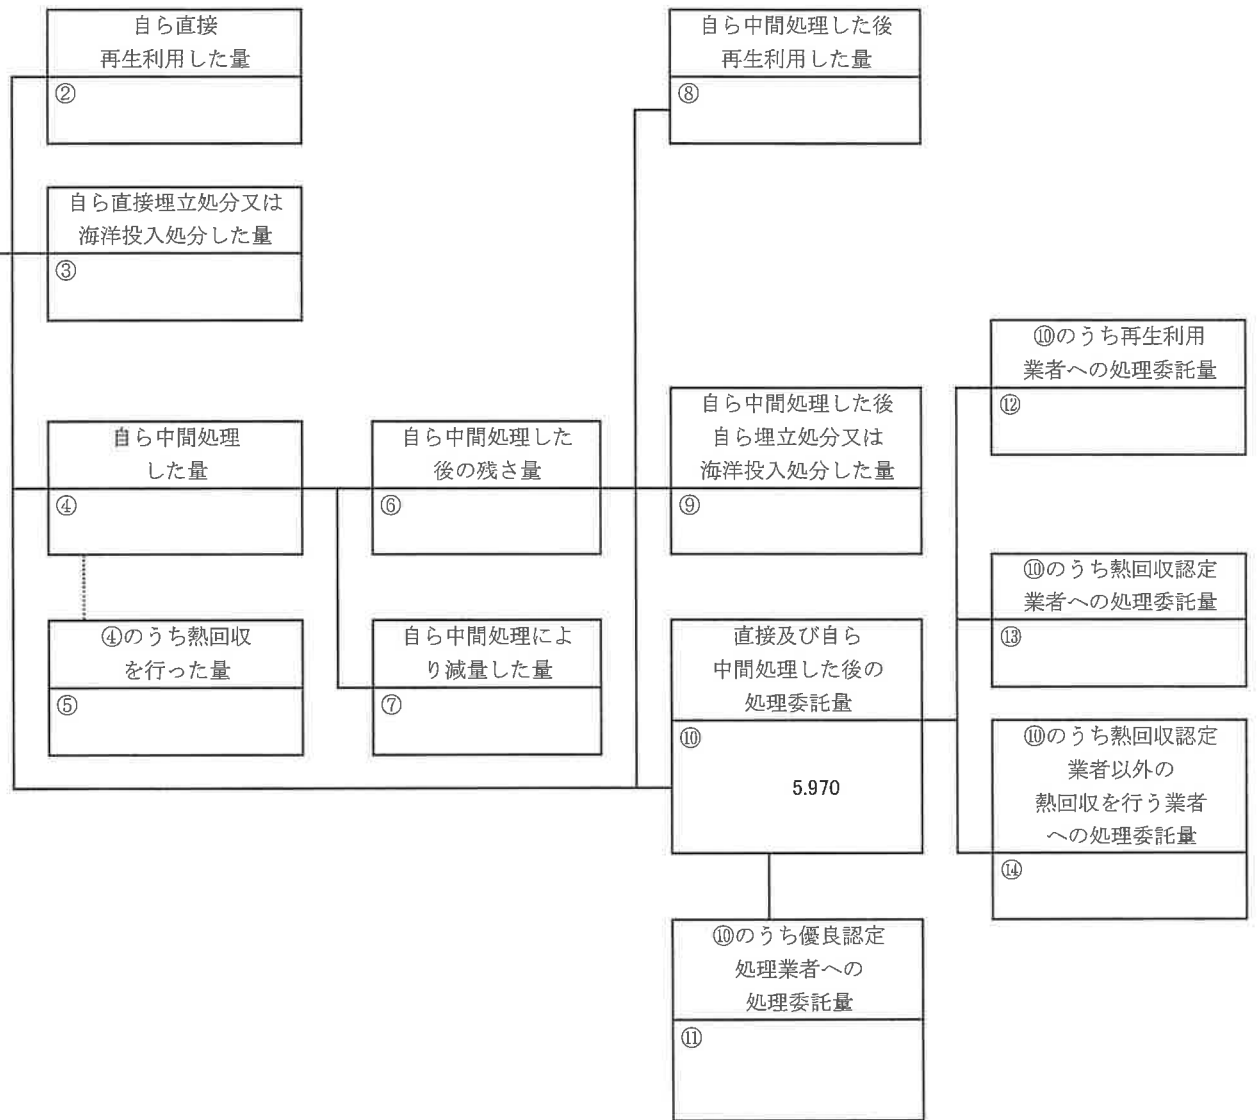 自ら直接
再生利用した量
②
自ら中間処理した後
再生利用した量
⑧
自ら直接埋立処分又は
海洋投入処分した量
③
⑩のうち再生利用
業者への処理委託量
⑫
自ら中間処理
した量
④
自ら中間処理した
後の残さ量
⑥
自ら中間処理した後
自ら埋立処分又は
海洋投入処分した量
⑨
⑩のうち熱回収認定
業者への処理委託量
⑬
④のうち熱回収
を行った量
⑤
自ら中間処理によ
り減量した量
⑦
直接及び自ら
中間処理した後の
処理委託量
⑩
5.970
⑩のうち熱回収認定
業者以外の
熱回収を行う業者
への処理委託量
⑭
⑩のうち優良認定
処理業者への
処理委託量
⑪